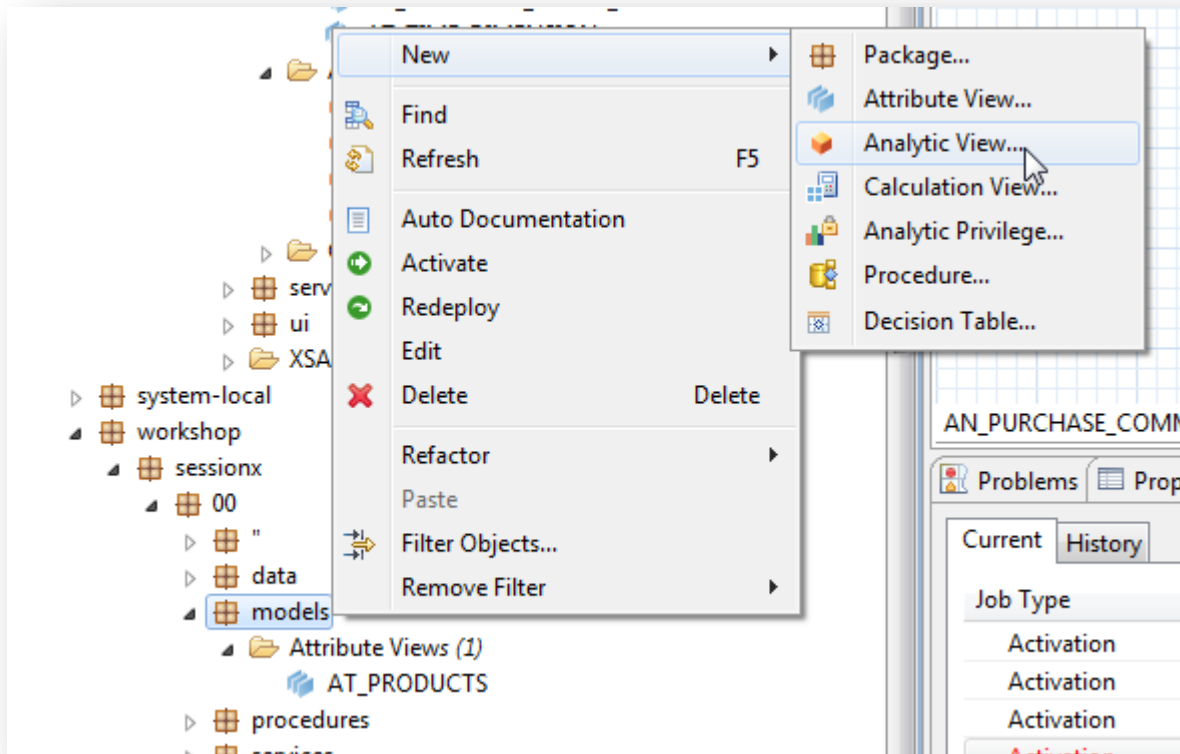 New
Find
Refresh F5
Auto Documentation
Activate
Redeploy
Edit
Delete Delete
Refactor
Paste
Filter Objects...
Remove Filter
Package...
Attribute View...
Analytic View...
Calculation View...
Analytic Privilege...
Procedure...
Decision Table...
serv
ui
XSA
system-local
workshop
sessionx
00
"
data
models
Attribute Views (1)
AT_PRODUCTS
procedures
AN_PURCHASE_COMM
Problems Prop
Current History
Job Type
Activation
Activation
Activation